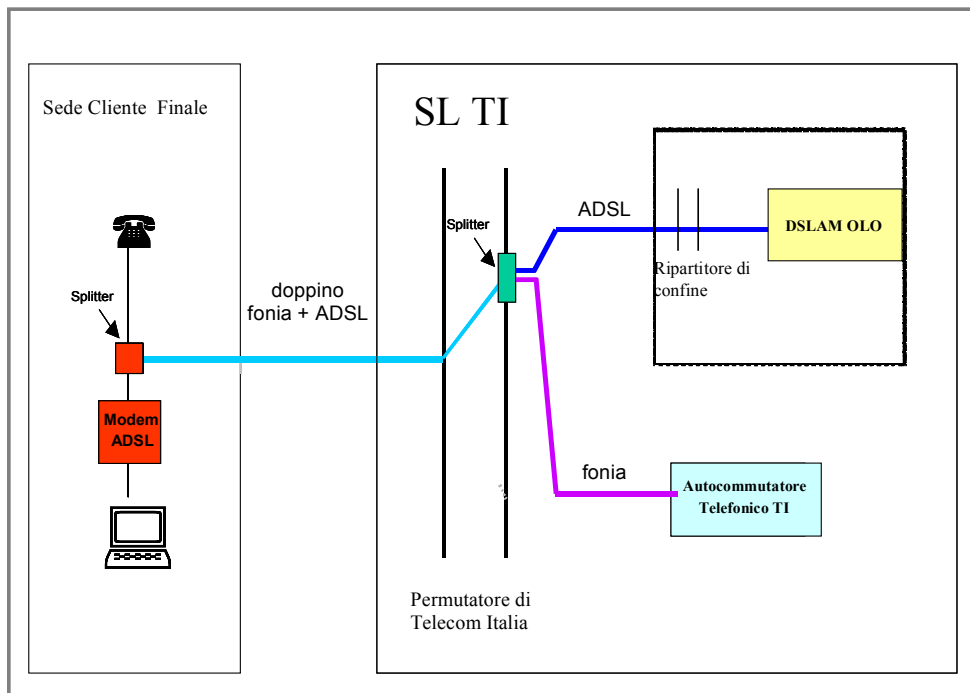 Sede Cliente Finale
SL TI
Splitter
ADSL
DSLAM OLO
Ripartitore di
confine
Splitter
doppino
fonia + ADSL
Modem
ADSL
fonia
Autocommutatore
Telefonico TI
Permutatore di
Telecom Italia